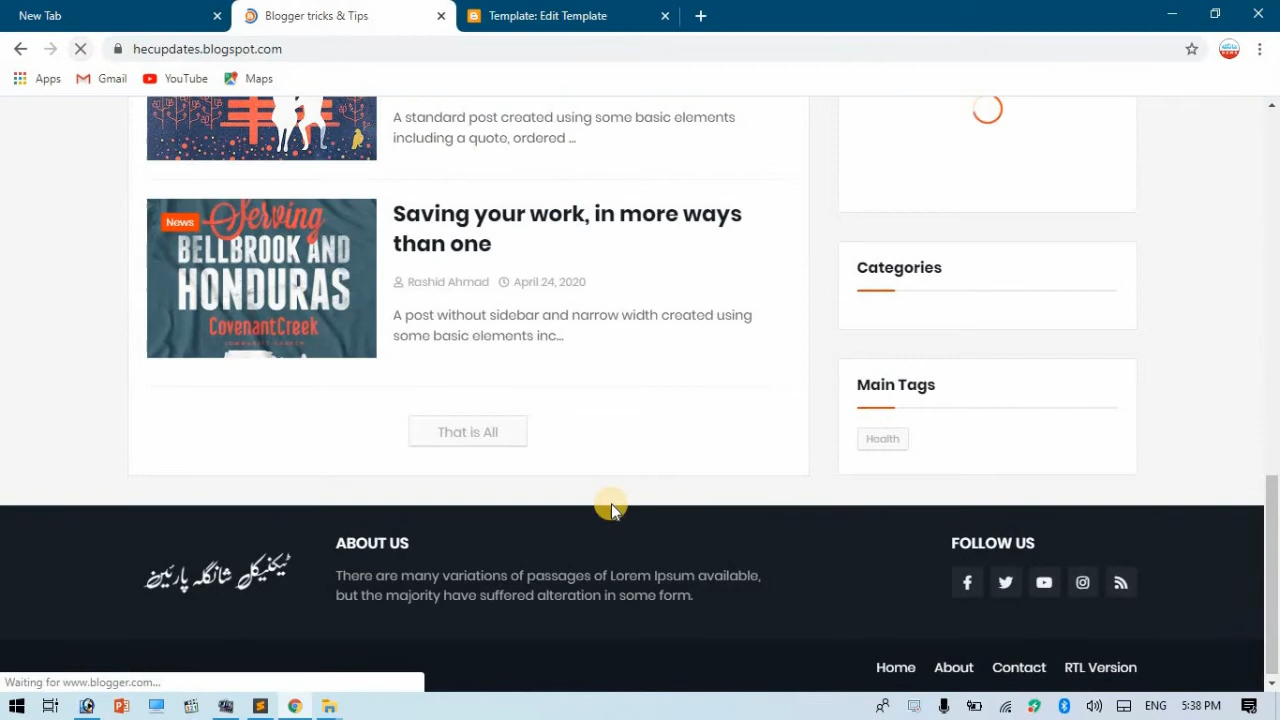 New Tab
Blogger tricks & Tips
Template: Edit Template
hecupdates.blogspot.com
Apps
Gmail
YouTube
Maps
A standard post created using some basic elements
including a quote, ordered ...
News
Serving
BELLBROOK AND
HONDURAS
CovenantCreek
COMMUNITY CHURCH
Saving your work, in more ways
than one
Rashid Ahmad
April 24, 2020
A post without sidebar and narrow width created using
some basic elements inc...
That is All
Categories
Main Tags
Health
ٹیکنیکل شانگلہ پارئین
ABOUT US
There are many variations of passages of Lorem Ipsum available,
but the majority have suffered alteration in some form.
FOLLOW US
Home
About
Contact
RTL Version
Waiting for www.blogger.com...
ENG
5:38 PM